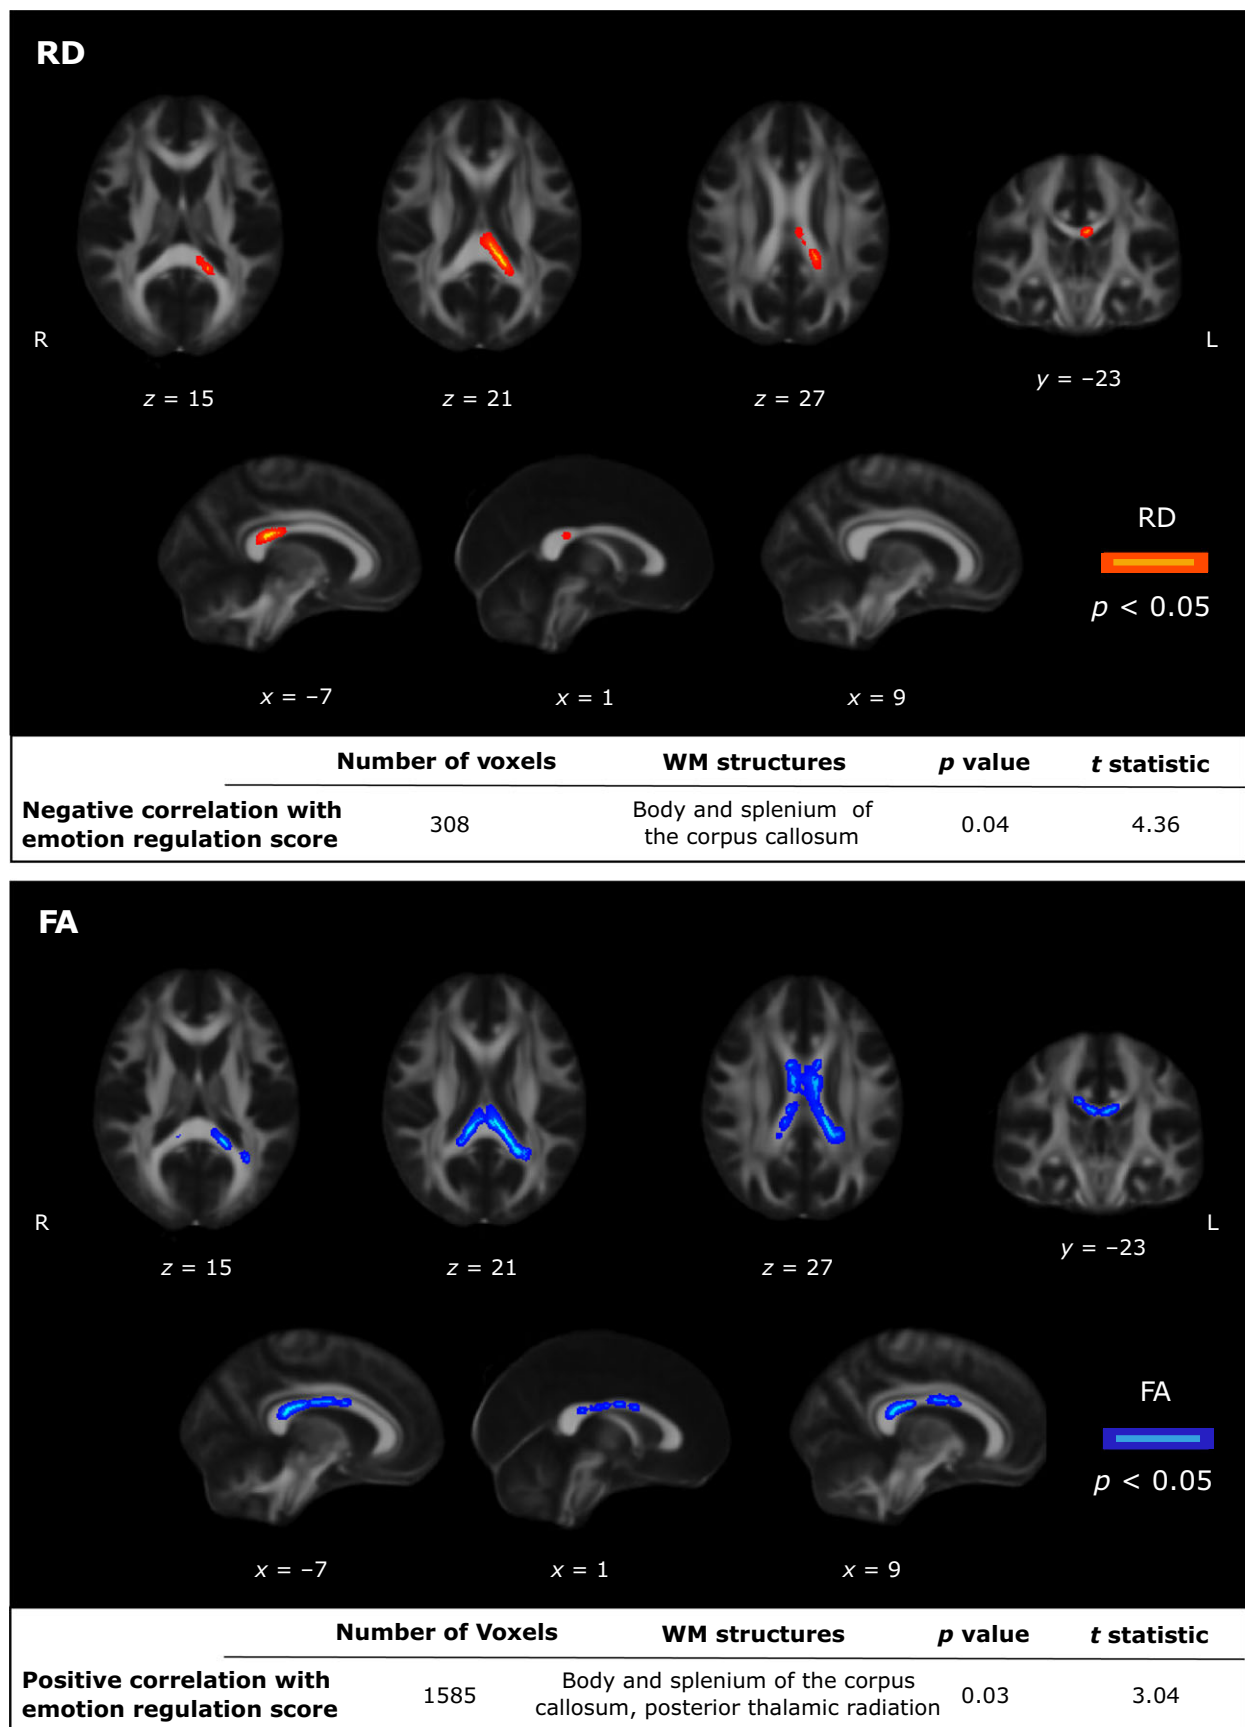 RD
R
L
z = 15
z = 21
z = 27
y = –23
RD
p < 0.05
x = –7
x = 1
x = 9
Number of voxels WM structures p value t statistic
Negative correlation with
emotion regulation score
308
Body and splenium of
the corpus callosum
0.04
4.36
FA
R
L
z = 15
z = 21
z = 27
y = –23
FA
p < 0.05
x = –7
x = 1
x = 9
Number of Voxels WM structures p value t statistic
Positive correlation with
emotion regulation score
1585
Body and splenium of the corpus
callosum, posterior thalamic radiation
0.03
3.04